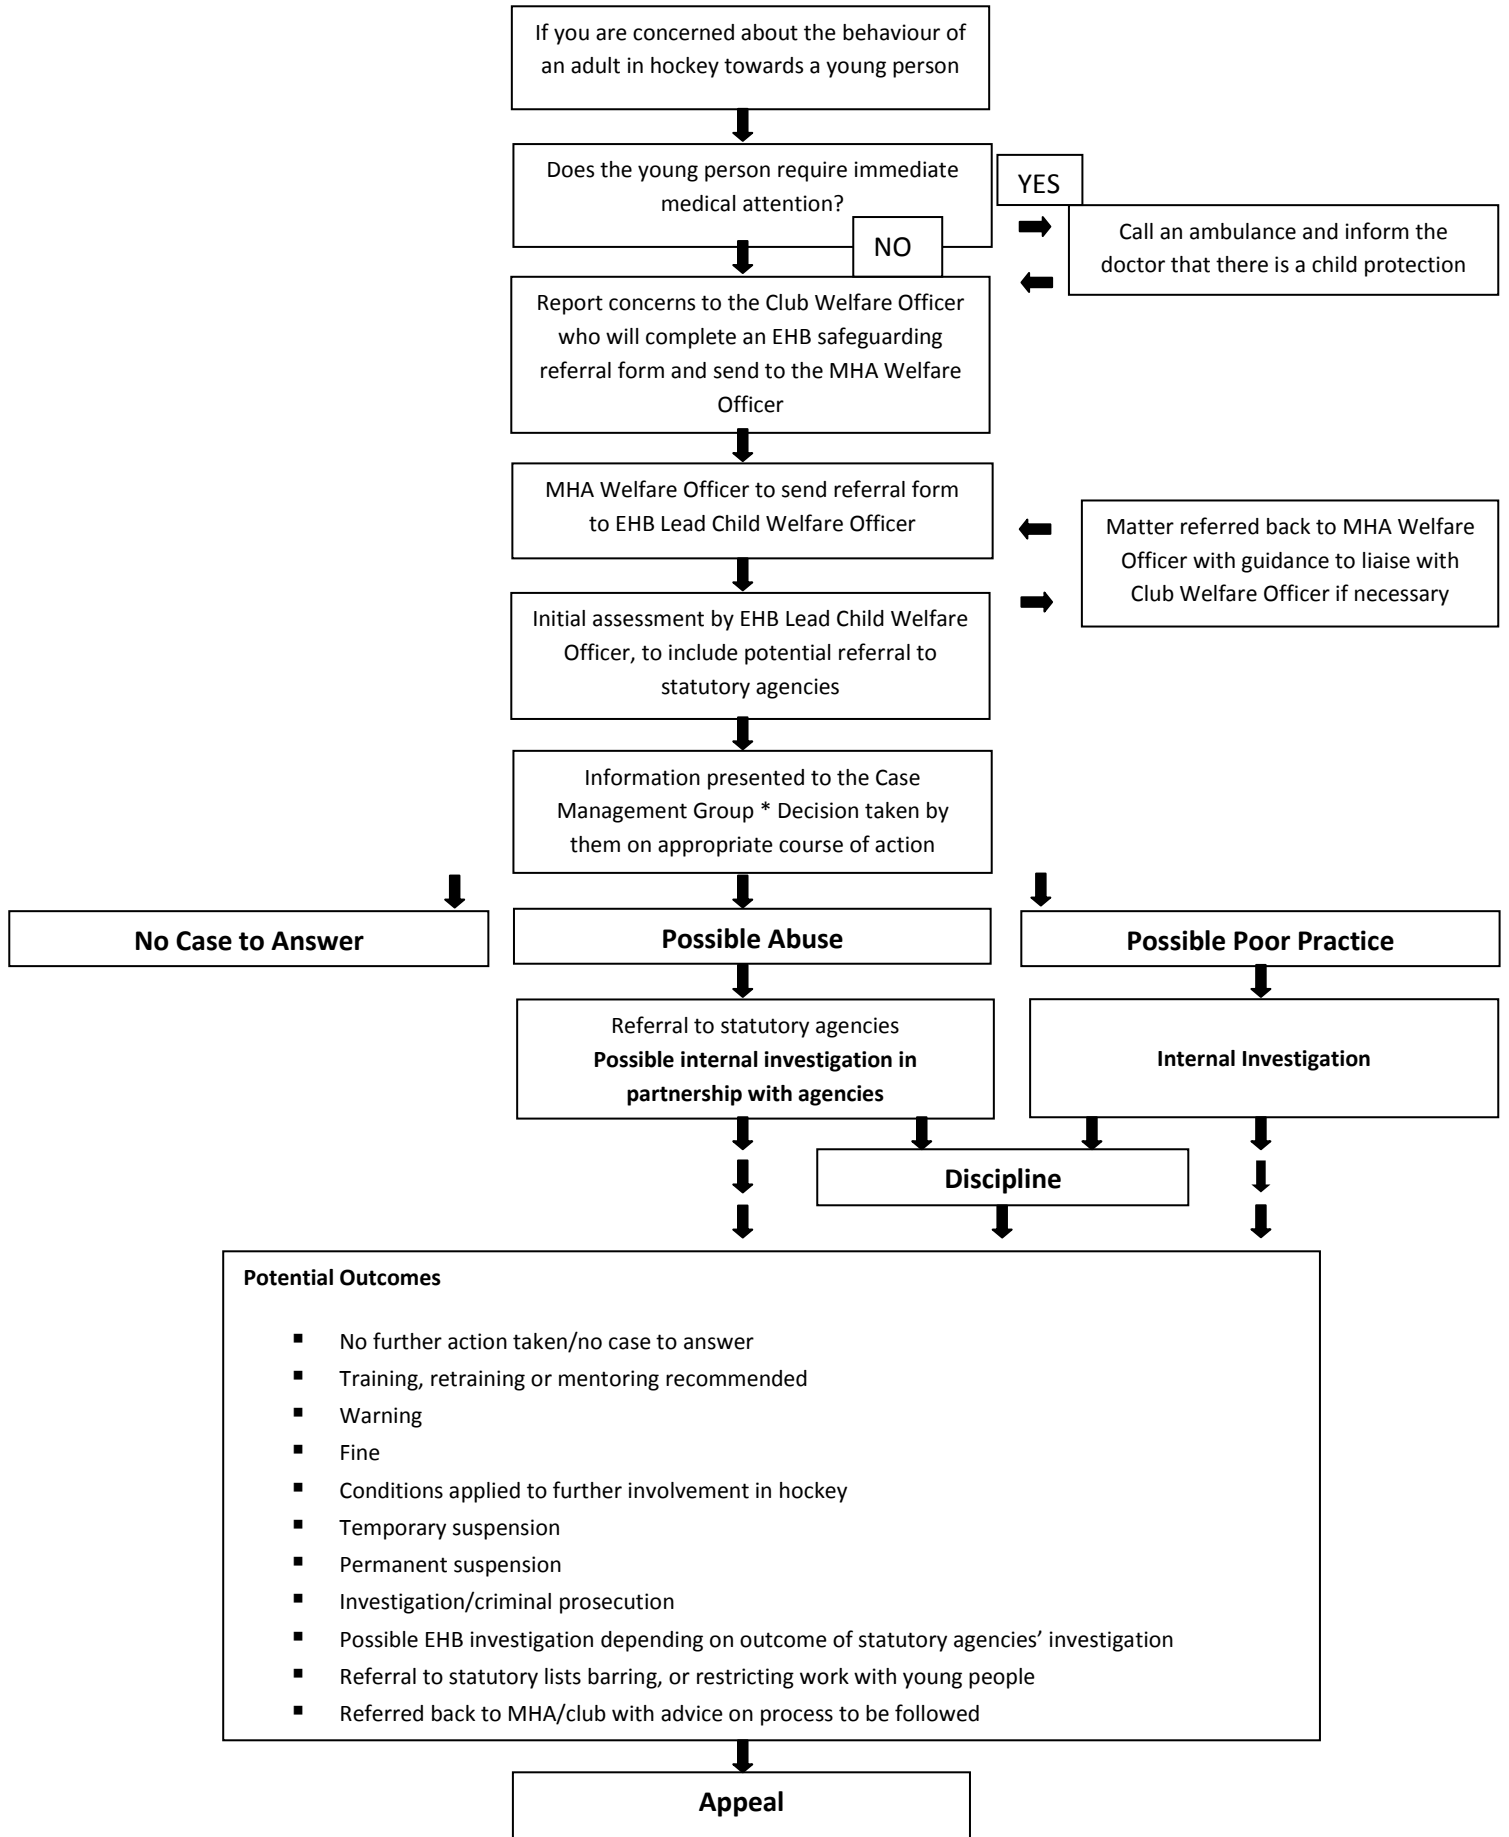 If you are concerned about the behaviour of
an adult in hockey towards a young person
Does the young person require immediate
medical attention?
YES
NO
Call an ambulance and inform the
doctor that there is a child protection
Report concerns to the Club Welfare Officer
who will complete an EHB safeguarding
referral form and send to the MHA Welfare
Officer
MHA Welfare Officer to send referral form
to EHB Lead Child Welfare Officer
Matter referred back to MHA Welfare
Officer with guidance to liaise with
Club Welfare Officer if necessary
Initial assessment by EHB Lead Child Welfare
Officer, to include potential referral to
statutory agencies
Information presented to the Case
Management Group * Decision taken by
them on appropriate course of action
No Case to Answer
Possible Abuse
Possible Poor Practice
Referral to statutory agencies
Possible internal investigation in
partnership with agencies
Internal Investigation
Discipline
Potential Outcomes
▪ No further action taken/no case to answer
▪ Training, retraining or mentoring recommended
▪ Warning
▪ Fine
▪ Conditions applied to further involvement in hockey
▪ Temporary suspension
▪ Permanent suspension
▪ Investigation/criminal prosecution
▪ Possible EHB investigation depending on outcome of statutory agencies’ investigation
▪ Referral to statutory lists barring, or restricting work with young people
▪ Referred back to MHA/club with advice on process to be followed
Appeal